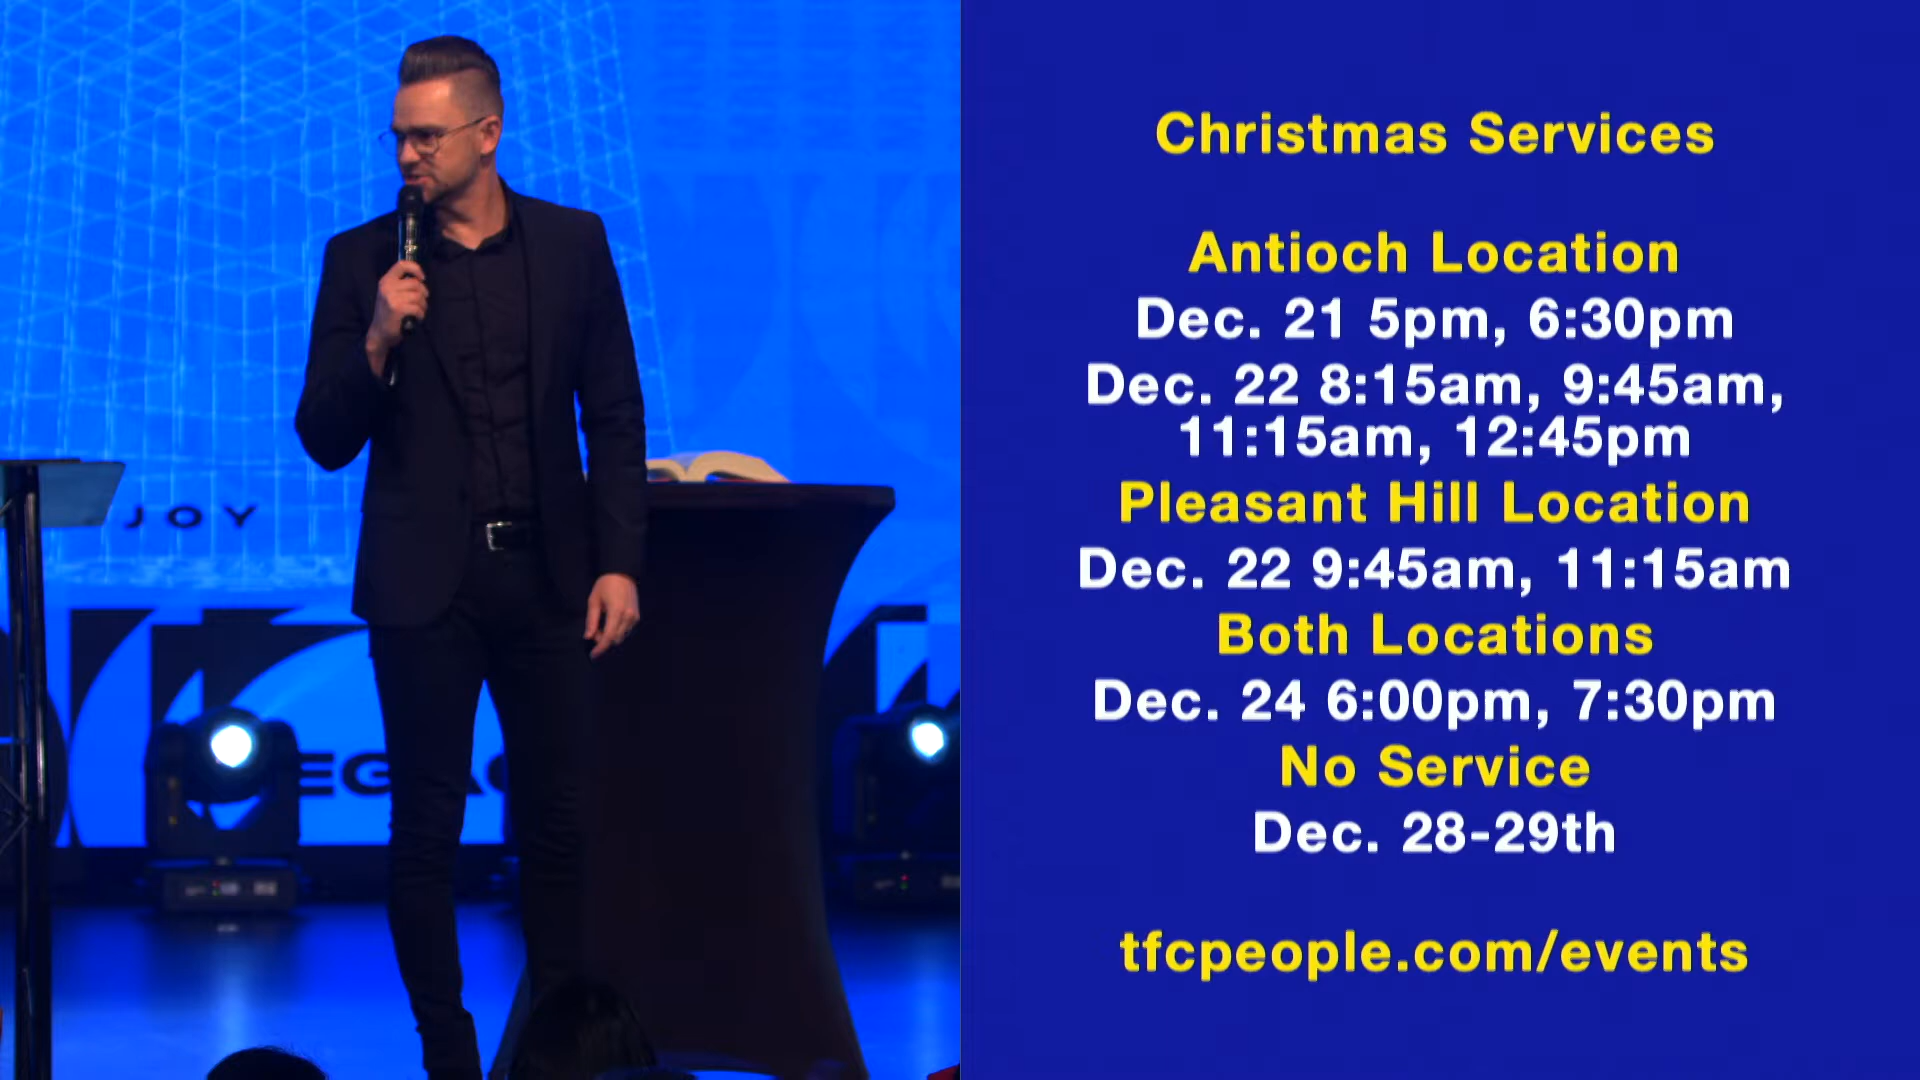 JOY
Christmas Services
Antioch Location
Dec. 21 5pm, 6:30pm
Dec. 22 8:15am, 9:45am,
11:15am, 12:45pm
Pleasant Hill Location
Dec. 22 9:45am, 11:15am
Both Locations
Dec. 24 6:00pm, 7:30pm
No Service
Dec. 28-29th
tfcpeople.com/events